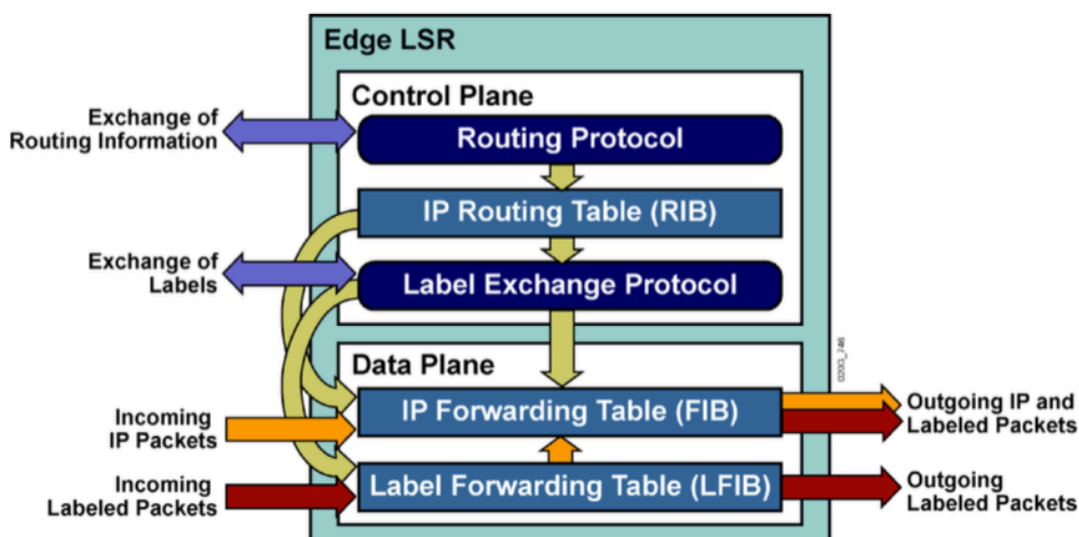 Edge LSR
Control Plane
Exchange of
Routing Information
Routing Protocol
IP Routing Table (RIB)
Exchange of
Labels
Label Exchange Protocol
Data Plane
Incoming
IP Packets
IP Forwarding Table (FIB)
Outgoing IP and
Labeled Packets
Incoming
Labeled Packets
Label Forwarding Table (LFIB)
Outgoing
Labeled Packets